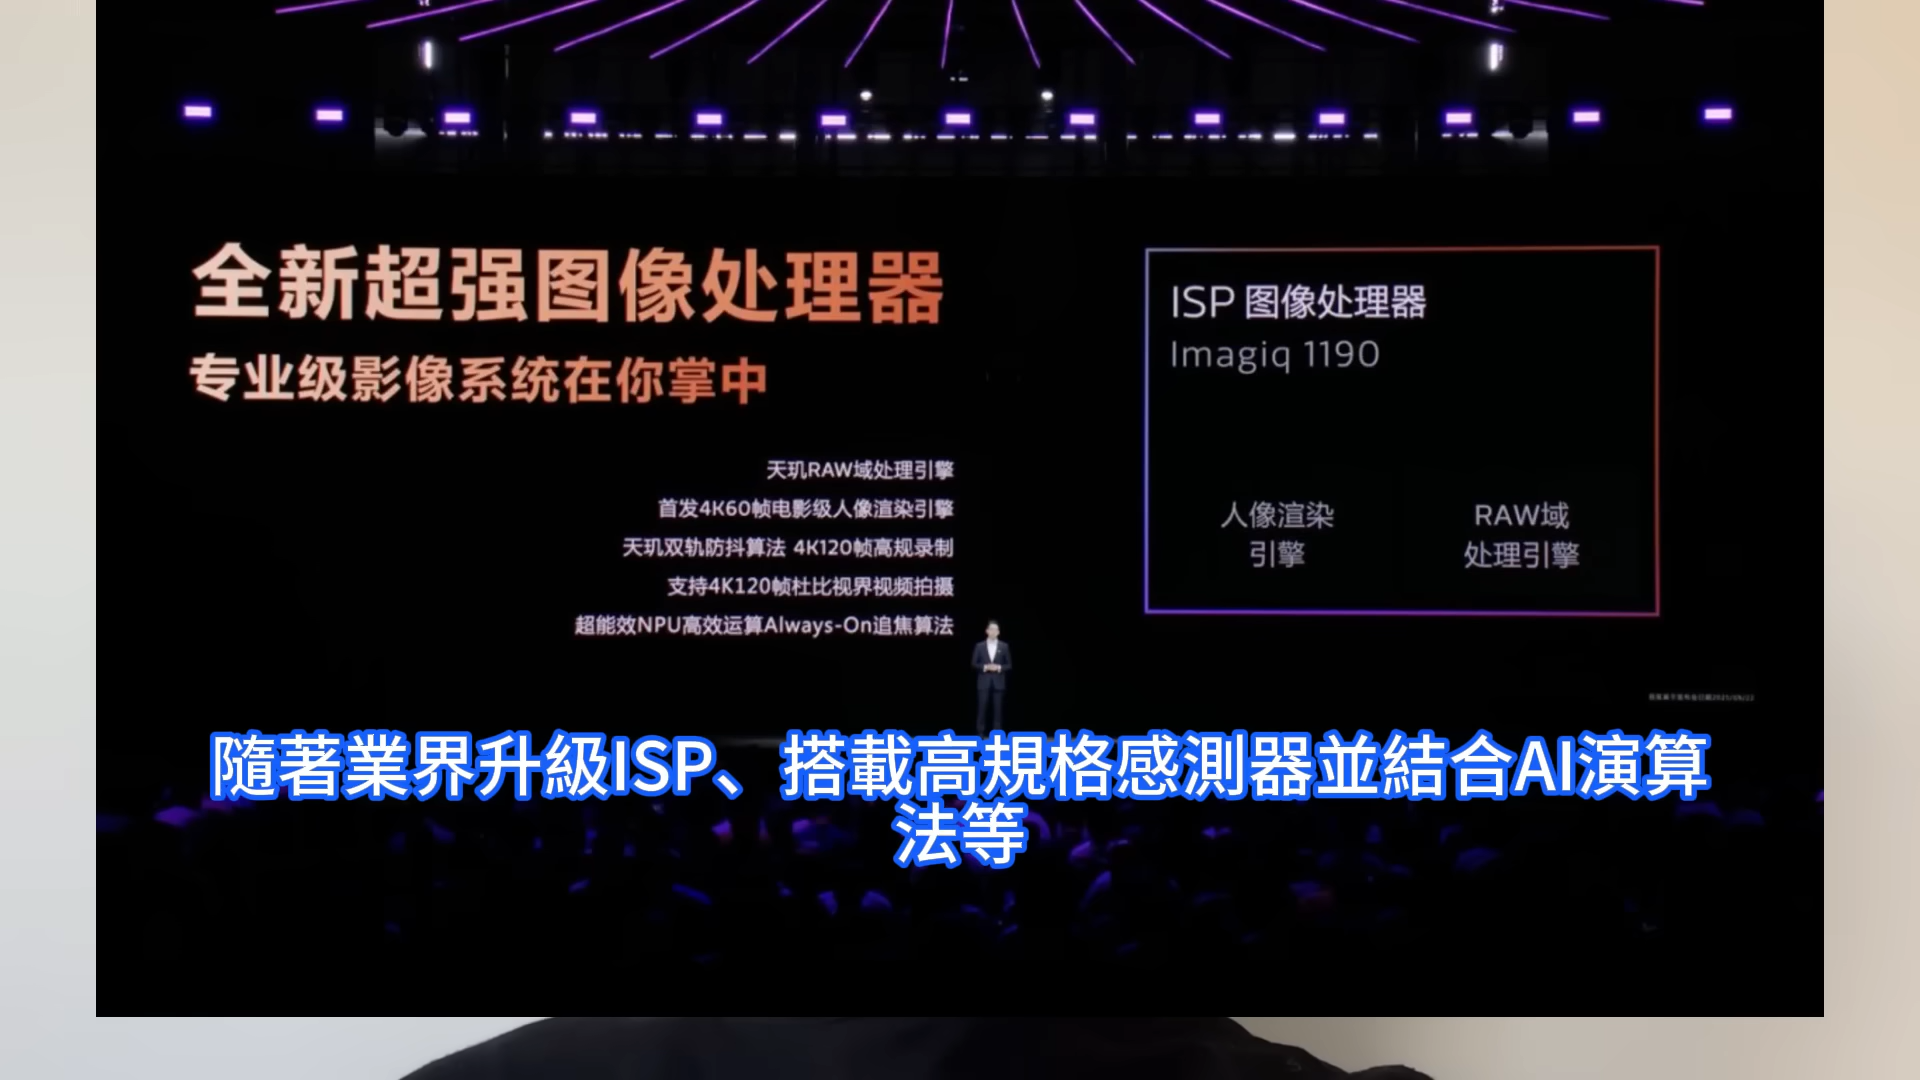 全新超强图像处理器
专业级影像系统在你掌中
天玑RAW域处理引擎
首发4K60帧电影级人像渲染引擎
天玑双轨防抖算法 4K120帧高规录制
支持4K120帧杜比视界视频拍摄
超能效NPU高效运算Always-On追焦算法
ISP 图像处理器
Imagiq 1190
人像渲染
引擎
RAW域
处理引擎
隨著業界升級ISP、搭載高規格感測器並結合AI演算
法等